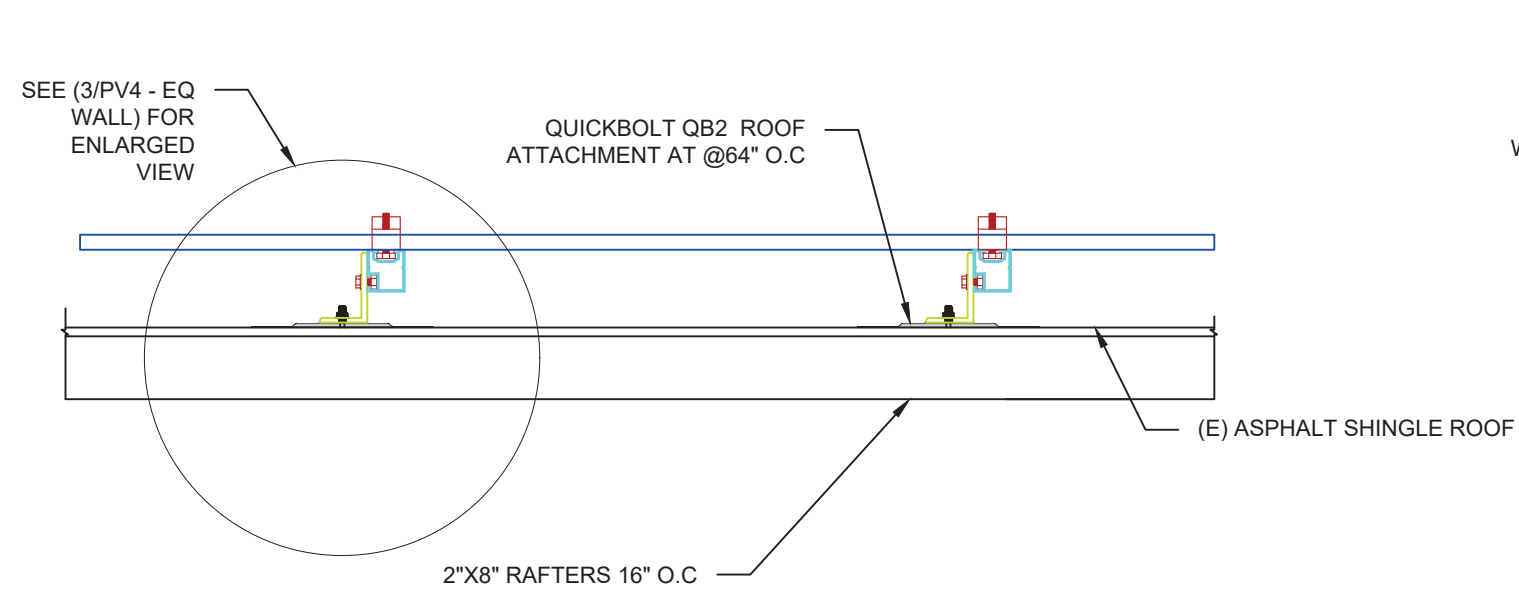 SEE (3/PV4 - EQ
WALL) FOR
ENLARGED
VIEW
QUICKBOLT QB2  ROOF
ATTACHMENT AT @64" O.C
W
(E) ASPHALT SHINGLE ROOF
2"X8" RAFTERS 16" O.C